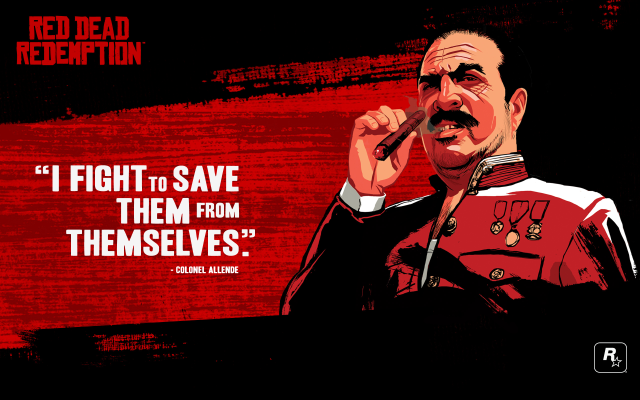 RED DEAD
REDEMPTION
“I FIGHT TO SAVE
THEM FROM
THEMSELVES.”
- COLONEL ALLENDE
R